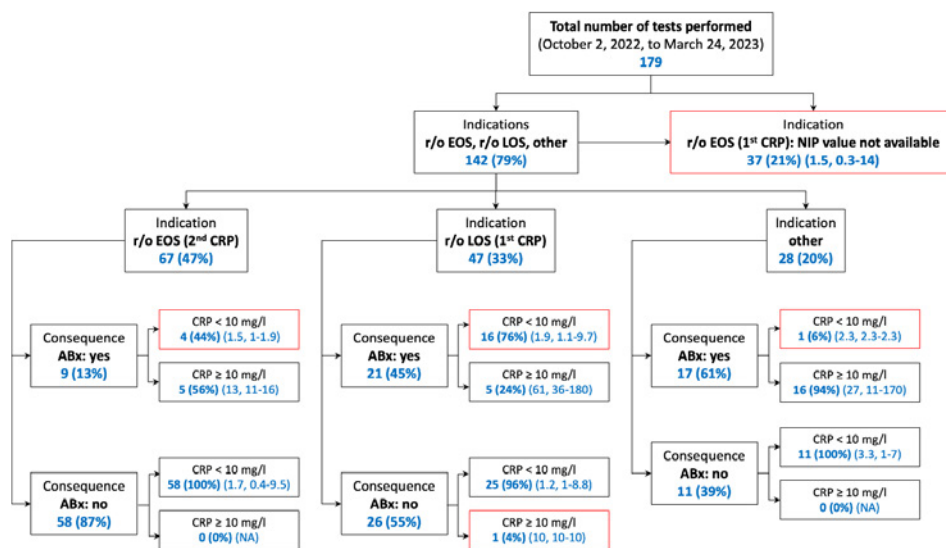 Total number of tests performed
(October 2, 2022, to March 24, 2023)
179
Indications
r/o EOS, r/o LOS, other
142 (79%)
Indication
r/o EOS (1st CRP): NIP value not available
37 (21%) (1.5, 0.3-14)
Indication
r/o EOS (2nd CRP)
67 (47%)
Indication
r/o LOS (1st CRP)
47 (33%)
Indication
other
28 (20%)
Consequence
ABx: yes
9 (13%)
CRP < 10 mg/l
4 (44%) (1.5, 1-1.9)
CRP ≥ 10 mg/l
5 (56%) (13, 11-16)
Consequence
ABx: yes
21 (45%)
CRP < 10 mg/l
16 (76%) (1.9, 1.1-9.7)
CRP ≥ 10 mg/l
5 (24%) (61, 36-180)
Consequence
ABx: yes
17 (61%)
CRP < 10 mg/l
1 (6%) (2.3, 2.3-2.3)
CRP ≥ 10 mg/l
16 (94%) (27, 11-170)
Consequence
ABx: no
58 (87%)
CRP < 10 mg/l
58 (100%) (1.7, 0.4-9.5)
CRP ≥ 10 mg/l
0 (0%) (NA)
Consequence
ABx: no
26 (55%)
CRP < 10 mg/l
25 (96%) (1.2, 1-8.8)
CRP ≥ 10 mg/l
1 (4%) (10, 10-10)
Consequence
ABx: no
11 (39%)
CRP < 10 mg/l
11 (100%) (3.3, 1-7)
CRP ≥ 10 mg/l
0 (0%) (NA)